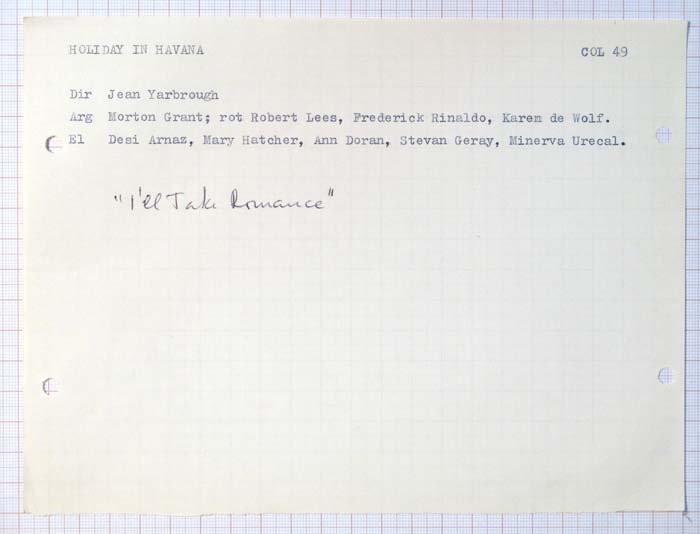 HOLIDAY IN HAVANA COL 49
Dir Jean Yarbrough
Arg Morton Grant; rot Robert Lees, Frederick Rinaldo, Karem de Wolf.
El Desi Arnaz, Mary Hatcher, Ann Doran, Stevan Geray, Minerva Urecal.
"I'll Take Romance"